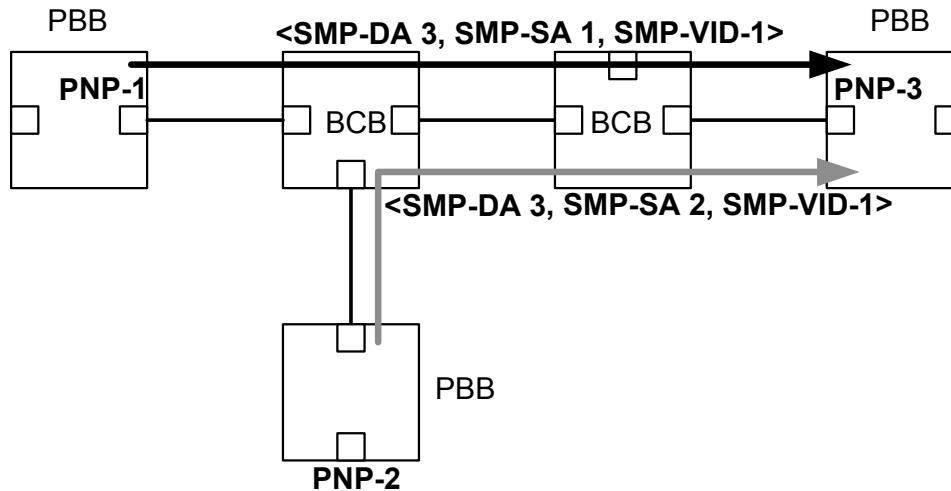 PBB
<SMP-DA 3, SMP-SA 1, SMP-VID-1>
PBB
PNP-1
BCB
BCB
PNP-3
<SMP-DA 3, SMP-SA 2, SMP-VID-1>
PBB
PNP-2